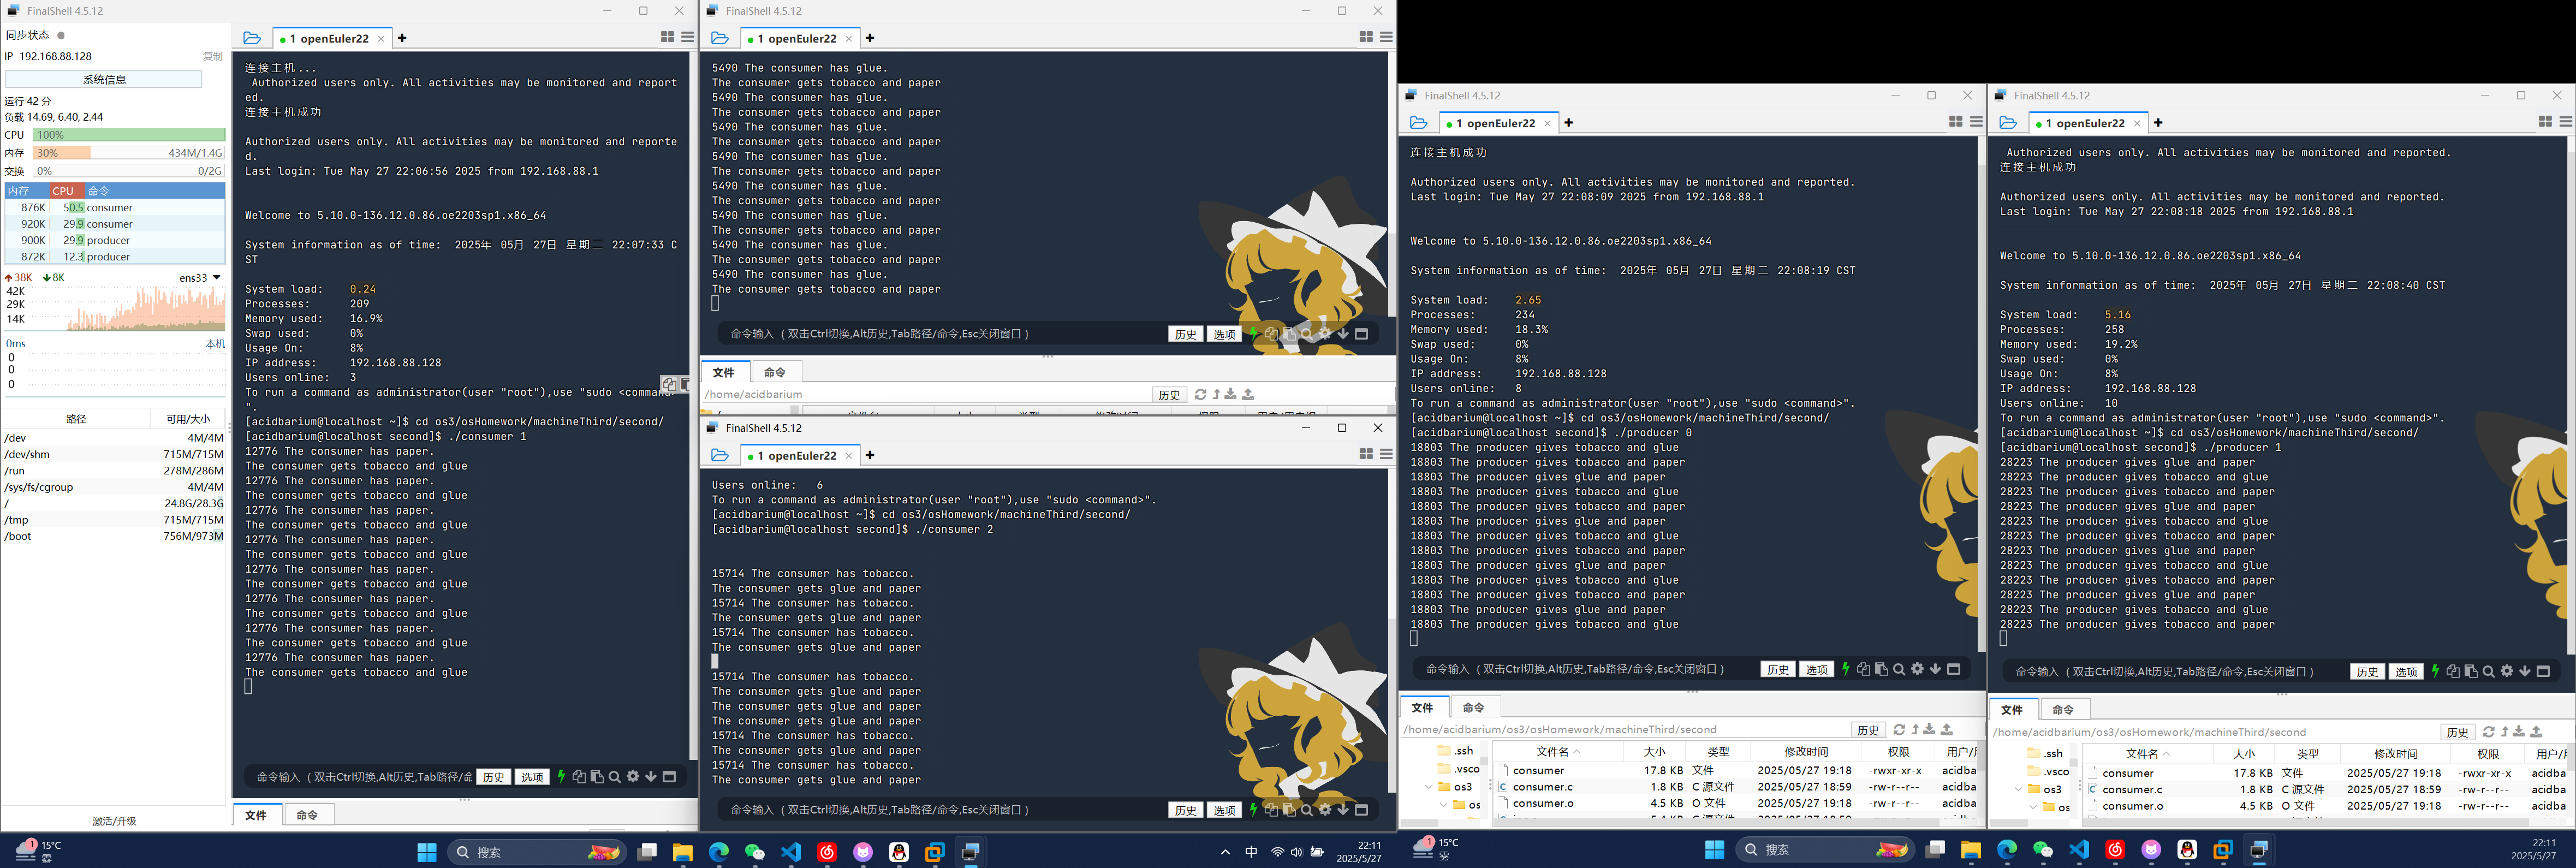 FinalShell 4.5.12
同步状态
IP 192.168.88.128
复制
系统信息
运行 42 分
负载 14.69, 6.40, 2.44
CPU 100%
内存 30% 434M/1.4G
交换 0% 0/2G
内存 CPU 命令
876K 50.5 consumer
920K 29.9 consumer
900K 29.9 producer
872K 12.3 producer
38K 8K ens33
42K
29K
14K
0ms 本机
0
0
0
路径 可用/大小
/dev 4M/4M
/dev/shm 715M/715M
/run 278M/286M
/sys/fs/cgroup 4M/4M
/ 24.8G/28.3G
/tmp 715M/715M
/boot 756M/973M
激活/升级
1 openEuler22
连接主机...
Authorized users only. All activities may be monitored and report
ed.
连接主机成功
Authorized users only. All activities may be monitored and reporte
d.
Last login: Tue May 27 22:06:56 2025 from 192.168.88.1
Welcome to 5.10.0-136.12.0.86.oe2203sp1.x86_64
System information as of time: 2025年 05月 27日 星期二 22:07:33 C
ST
System load: 0.24
Processes: 209
Memory used: 16.9%
Swap used: 0%
Usage On: 8%
IP address: 192.168.88.128
Users online: 3
To run a command as administrator(user "root"),use "sudo <command>
".
[acidbarium@localhost ~]$ cd os3/osHomework/machineThird/second/
[acidbarium@localhost second]$ ./consumer 1
12776 The consumer has paper.
The consumer gets tobacco and glue
12776 The consumer has paper.
The consumer gets tobacco and glue
12776 The consumer has paper.
The consumer gets tobacco and glue
12776 The consumer has paper.
The consumer gets tobacco and glue
12776 The consumer has paper.
The consumer gets tobacco and glue
12776 The consumer has paper.
The consumer gets tobacco and glue
12776 The consumer has paper.
The consumer gets tobacco and glue
12776 The consumer has paper.
The consumer gets tobacco and glue
命令输入 (双击Ctrl切换,Alt历史,Tab路径/命 历史 选项
文件 命令
FinalShell 4.5.12
1 openEuler22
5490 The consumer has glue.
The consumer gets tobacco and paper
5490 The consumer has glue.
The consumer gets tobacco and paper
5490 The consumer has glue.
The consumer gets tobacco and paper
5490 The consumer has glue.
The consumer gets tobacco and paper
5490 The consumer has glue.
The consumer gets tobacco and paper
5490 The consumer has glue.
The consumer gets tobacco and paper
5490 The consumer has glue.
The consumer gets tobacco and paper
5490 The consumer has glue.
The consumer gets tobacco and paper
命令输入 (双击Ctrl切换,Alt历史,Tab路径/命令,Esc关闭窗口) 历史 选项
文件 命令
/home/acidbarium 历史
FinalShell 4.5.12
1 openEuler22
Users online: 6
To run a command as administrator(user "root"),use "sudo <command>".
[acidbarium@localhost ~]$ cd os3/osHomework/machineThird/second/
[acidbarium@localhost second]$ ./consumer 2
15714 The consumer has tobacco.
The consumer gets glue and paper
15714 The consumer has tobacco.
The consumer gets glue and paper
15714 The consumer has tobacco.
The consumer gets glue and paper
15714 The consumer has tobacco.
The consumer gets glue and paper
15714 The consumer has tobacco.
The consumer gets glue and paper
15714 The consumer has tobacco.
The consumer gets glue and paper
15714 The consumer has tobacco.
The consumer gets glue and paper
命令输入 (双击Ctrl切换,Alt历史,Tab路径/命令,Esc关闭窗口) 历史 选项
FinalShell 4.5.12
1 openEuler22
连接主机成功
Authorized users only. All activities may be monitored and reported.
Last login: Tue May 27 22:08:09 2025 from 192.168.88.1
Welcome to 5.10.0-136.12.0.86.oe2203sp1.x86_64
System information as of time: 2025年 05月 27日 星期二 22:08:19 CST
System load: 2.65
Processes: 234
Memory used: 18.3%
Swap used: 0%
Usage On: 8%
IP address: 192.168.88.128
Users online: 8
To run a command as administrator(user "root"),use "sudo <command>".
[acidbarium@localhost ~]$ cd os3/osHomework/machineThird/second/
[acidbarium@localhost second]$ ./producer 0
18803 The producer gives tobacco and glue
18803 The producer gives tobacco and paper
18803 The producer gives glue and paper
18803 The producer gives tobacco and glue
18803 The producer gives tobacco and paper
18803 The producer gives glue and paper
18803 The producer gives tobacco and glue
18803 The producer gives tobacco and paper
18803 The producer gives glue and paper
18803 The producer gives tobacco and glue
18803 The producer gives tobacco and paper
18803 The producer gives glue and paper
18803 The producer gives tobacco and glue
命令输入 (双击Ctrl切换,Alt历史,Tab路径/命令,Esc关闭窗口) 历史 选项
文件 命令
/home/acidbarium/os3/osHomework/machineThird/second 历史
.ssh
.vsco
os3
os
文件名 大小 类型 修改时间 权限 用户/用
consumer 17.8 KB 文件 2025/05/27 19:18 -rwxr-xr-x acidba
consumer.c 1.8 KB C 源文件 2025/05/27 18:59 -rw-r--r-- acidba
consumer.o 4.5 KB O 文件 2025/05/27 19:18 -rw-r--r-- acidba
FinalShell 4.5.12
1 openEuler22
Authorized users only. All activities may be monitored and reported.
连接主机成功
Authorized users only. All activities may be monitored and reported.
Last login: Tue May 27 22:08:18 2025 from 192.168.88.1
Welcome to 5.10.0-136.12.0.86.oe2203sp1.x86_64
System information as of time: 2025年 05月 27日 星期二 22:08:40 CST
System load: 5.16
Processes: 258
Memory used: 19.2%
Swap used: 0%
Usage On: 8%
IP address: 192.168.88.128
Users online: 10
To run a command as administrator(user "root"),use "sudo <command>".
[acidbarium@localhost ~]$ cd os3/osHomework/machineThird/second/
[acidbarium@localhost second]$ ./producer 1
28223 The producer gives glue and paper
28223 The producer gives tobacco and glue
28223 The producer gives tobacco and paper
28223 The producer gives glue and paper
28223 The producer gives tobacco and glue
28223 The producer gives tobacco and paper
28223 The producer gives glue and paper
28223 The producer gives tobacco and glue
28223 The producer gives tobacco and paper
28223 The producer gives glue and paper
28223 The producer gives tobacco and glue
28223 The producer gives tobacco and paper
命令输入 (双击Ctrl切换,Alt历史,Tab路径/命令,Esc关闭窗口) 历史 选项
文件 命令
/home/acidbarium/os3/osHomework/machineThird/second 历史
.ssh
.vsco
os3
os
文件名 大小 类型 修改时间 权限 用户/用
consumer 17.8 KB 文件 2025/05/27 19:18 -rwxr-xr-x acidba
consumer.c 1.8 KB C 源文件 2025/05/27 18:59 -rw-r--r-- acidba
consumer.o 4.5 KB O 文件 2025/05/27 19:18 -rw-r--r-- acidba
1
15°C
雾
搜索
中
22:11
2025/5/27
1
15°C
雾
搜索
22:11
2025/5/27